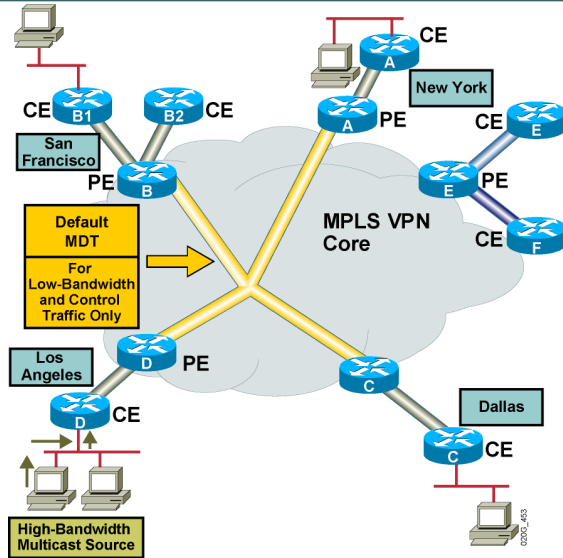 CE
A
New York
CE
B1
B2
CE
A
PE
CE
E
San
Francisco
PE
B
E
PE
Default
MDT
MPLS VPN
Core
CE
F
For
Low-Bandwidth
and Control
Traffic Only
Los
Angeles
D
PE
C
Dallas
D
CE
C
CE
High-Bandwidth
Multicast Source
020G_453